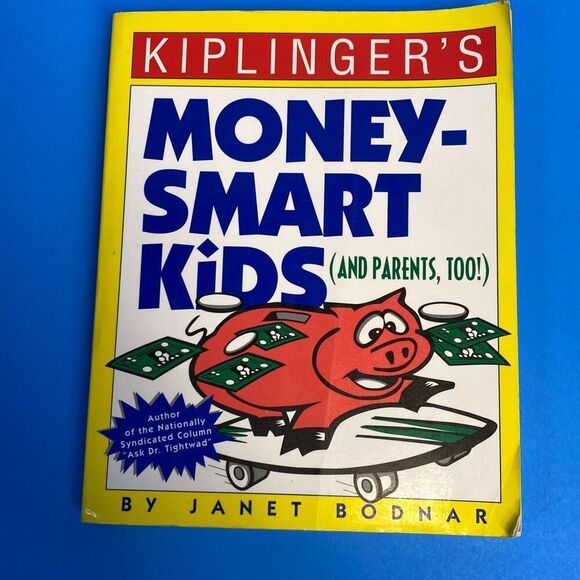 KIPLINGER'S
MONEY-
SMART
KiDS
(AND PARENTS, TOO!)
Author
of the Nationally
Syndicated Column
"Ask Dr. Tightwad"
BY JANET BODNAR